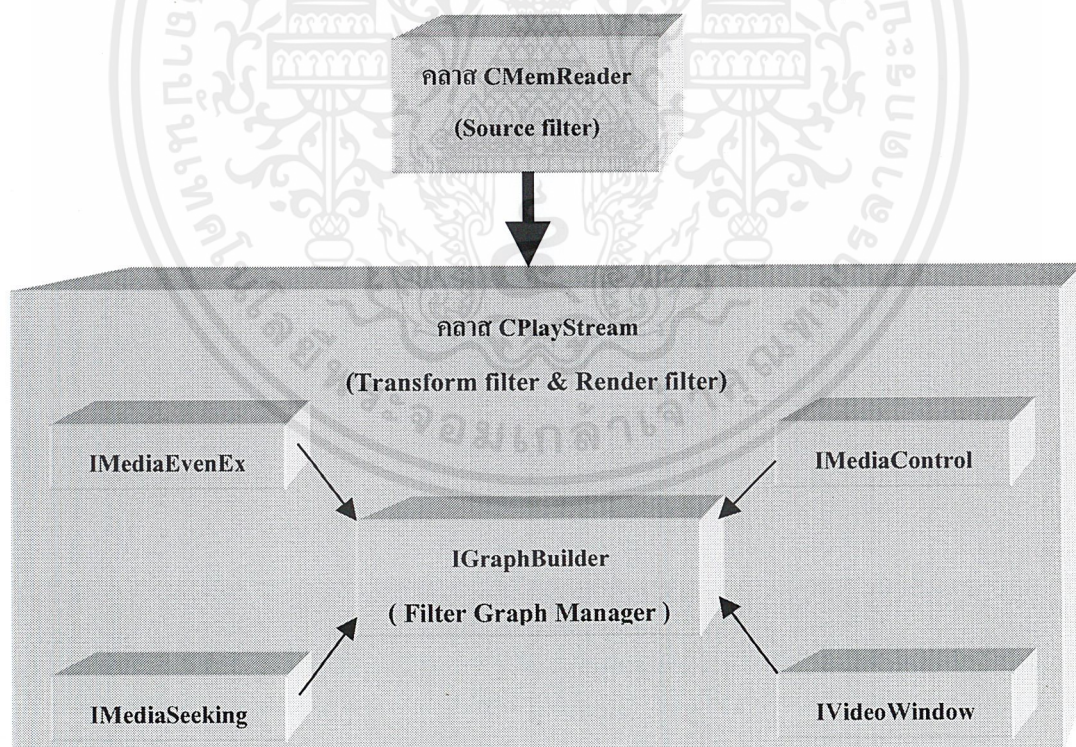 คลาส CMemReader
(Source filter)
คลาส CPlayStream
(Transform filter & Render filter)
IMediaEvenEx
IMediaControl
IGraphBuilder
( Filter Graph Manager )
IMediaSeeking
IVideoWindow